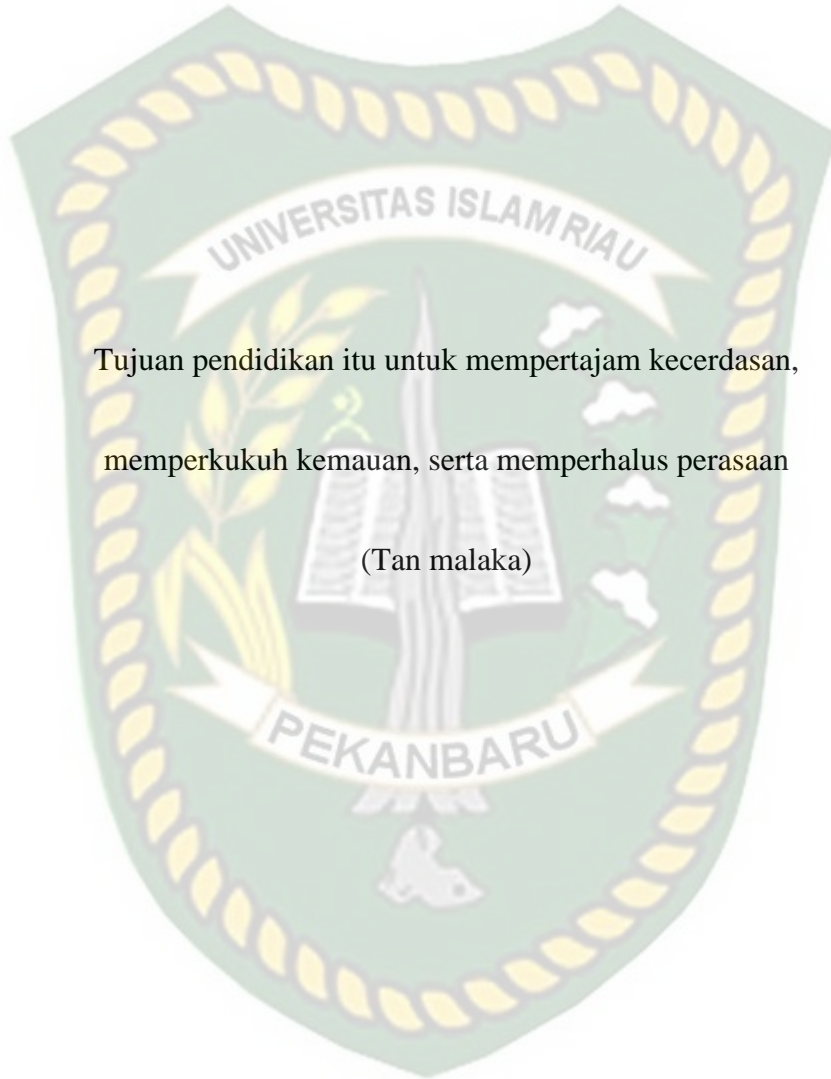 UNIVERSITAS ISLAM RIAU
Tujuan pendidikan itu untuk mempertajam kecerdasan,
memperkukuh kemauan, serta memperhalus perasaan
(Tan malaka)
PEKANBARU